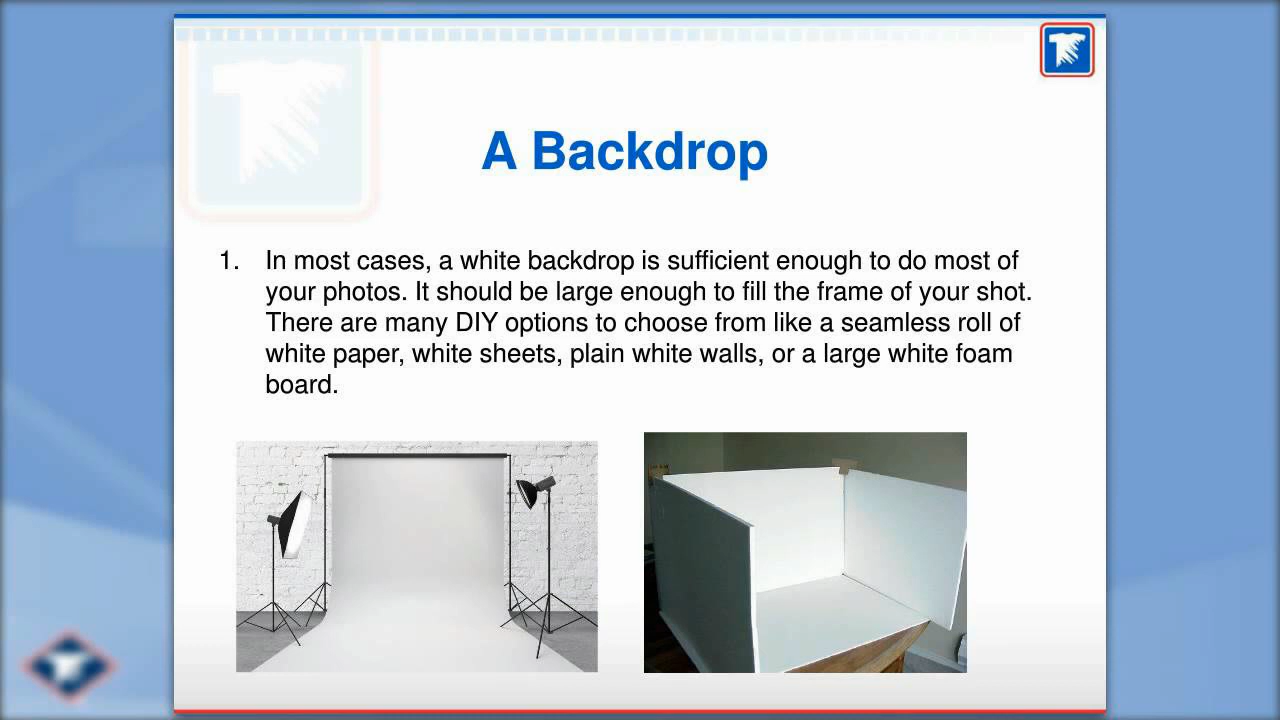 A Backdrop
1. In most cases, a white backdrop is sufficient enough to do most of
your photos. It should be large enough to fill the frame of your shot.
There are many DIY options to choose from like a seamless roll of
white paper, white sheets, plain white walls, or a large white foam
board.